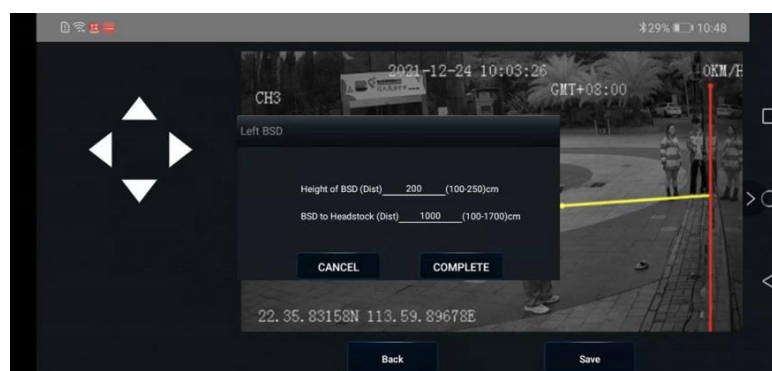 29% 10:48
2021-12-24 10:03:26
0KM/H
GMT+08:00
CH3
Left BSD
Height of BSD (Dist) 200 (100-250)cm
BSD to Headstock (Dist) 1000 (100-1700)cm
CANCEL COMPLETE
22.35.83158N 113.59.89678E
Back Save